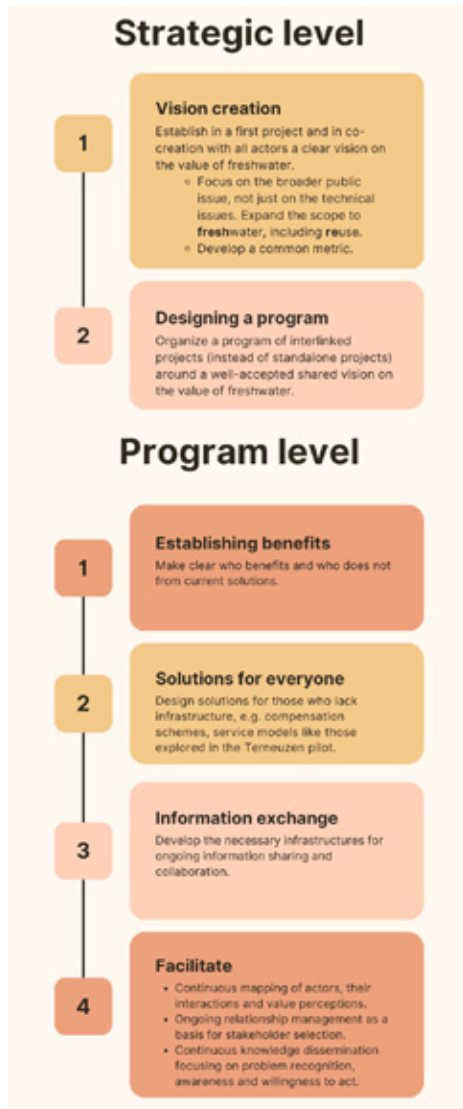 Strategic level
1
Vision creation
Establish in a first project and in co-
creation with all actors a clear vision on
the value of freshwater.
◦ Focus on the broader public
issue, not just on the technical
issues. Expand the scope to
freshwater, including reuse.
◦ Develop a common metric.
2
Designing a program
Organize a program of interlinked
projects (instead of standalone projects)
around a well-accepted shared vision on
the value of freshwater.
Program level
1
Establishing benefits
Make clear who benefits and who does not
from current solutions.
2
Solutions for everyone
Design solutions for those who lack
infrastructure, e.g. compensation
schemes, service models like those
explored in the Terneuzen pilot.
3
Information exchange
Develop the necessary infrastructures for
ongoing information sharing and
collaboration.
4
Facilitate
• Continuous mapping of actors, their
interactions and value perceptions.
• Ongoing relationship management as a
basis for stakeholder selection.
• Continuous knowledge dissemination
focusing on problem recognition,
awareness and willingness to act.